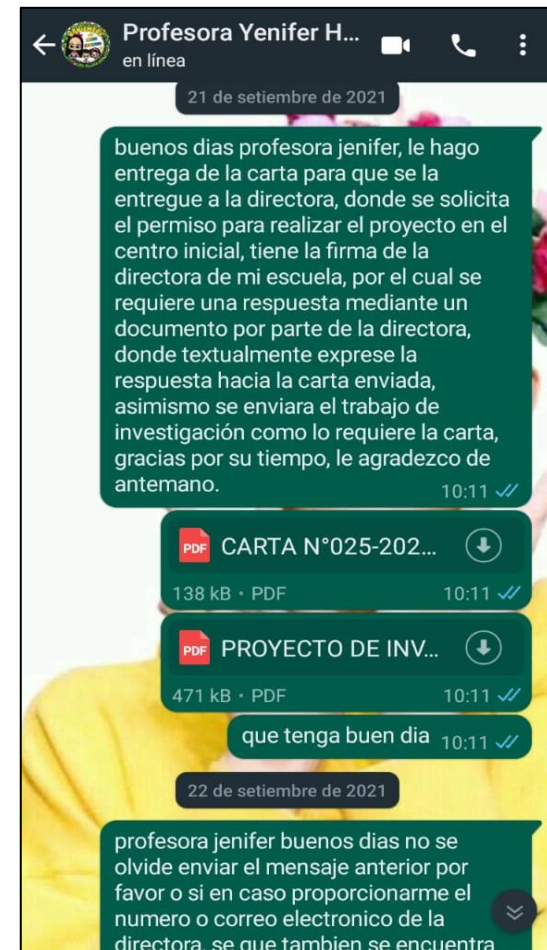 Profesora Yenifer H...
en línea
21 de setiembre de 2021
buenos dias profesora jenifer, le hago
entrega de la carta para que se la
entregue a la directora, donde se solicita
el permiso para realizar el proyecto en el
centro inicial, tiene la firma de la
directora de mi escuela, por el cual se
requiere una respuesta mediante un
documento por parte de la directora,
donde textualmente exprese la
respuesta hacia la carta enviada,
asimismo se enviara el trabajo de
investigación como lo requiere la carta,
gracias por su tiempo, le agradezco de
antemano.
10:11
PDF CARTA N°025-202...
138 kB • PDF 10:11
PDF PROYECTO DE INV...
471 kB • PDF 10:11
que tenga buen dia 10:11
22 de setiembre de 2021
profesora jenifer buenos dias no se
olvide enviar el mensaje anterior por
favor o si en caso proporcionarme el
numero o correo electronico de la
directora, se que tambien se encuentra